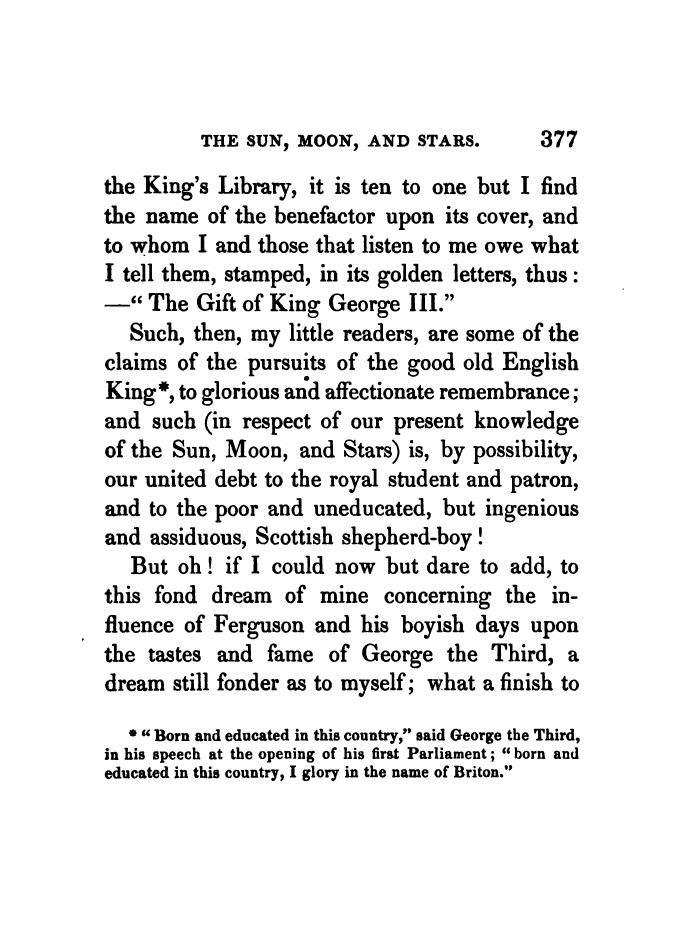 THE SUN, MOON, AND STARS. 377
the King's Library, it is ten to one but I find
the name of the benefactor upon its cover, and
to whom I and those that listen to me owe what
I tell them, stamped, in its golden letters, thus :
—“ The Gift of King George III.”
Such, then, my little readers, are some of the
claims of the pursuits of the good old English
King*, to glorious and affectionate remembrance ;
and such (in respect of our present knowledge
of the Sun, Moon, and Stars) is, by possibility,
our united debt to the royal student and patron,
and to the poor and uneducated, but ingenious
and assiduous, Scottish shepherd-boy !
But oh ! if I could now but dare to add, to
this fond dream of mine concerning the in-
fluence of Ferguson and his boyish days upon
the tastes and fame of George the Third, a
dream still fonder as to myself ; what a finish to
* “ Born and educated in this country,” said George the Third,
in his speech at the opening of his first Parliament ; “ born and
educated in this country, I glory in the name of Briton.”